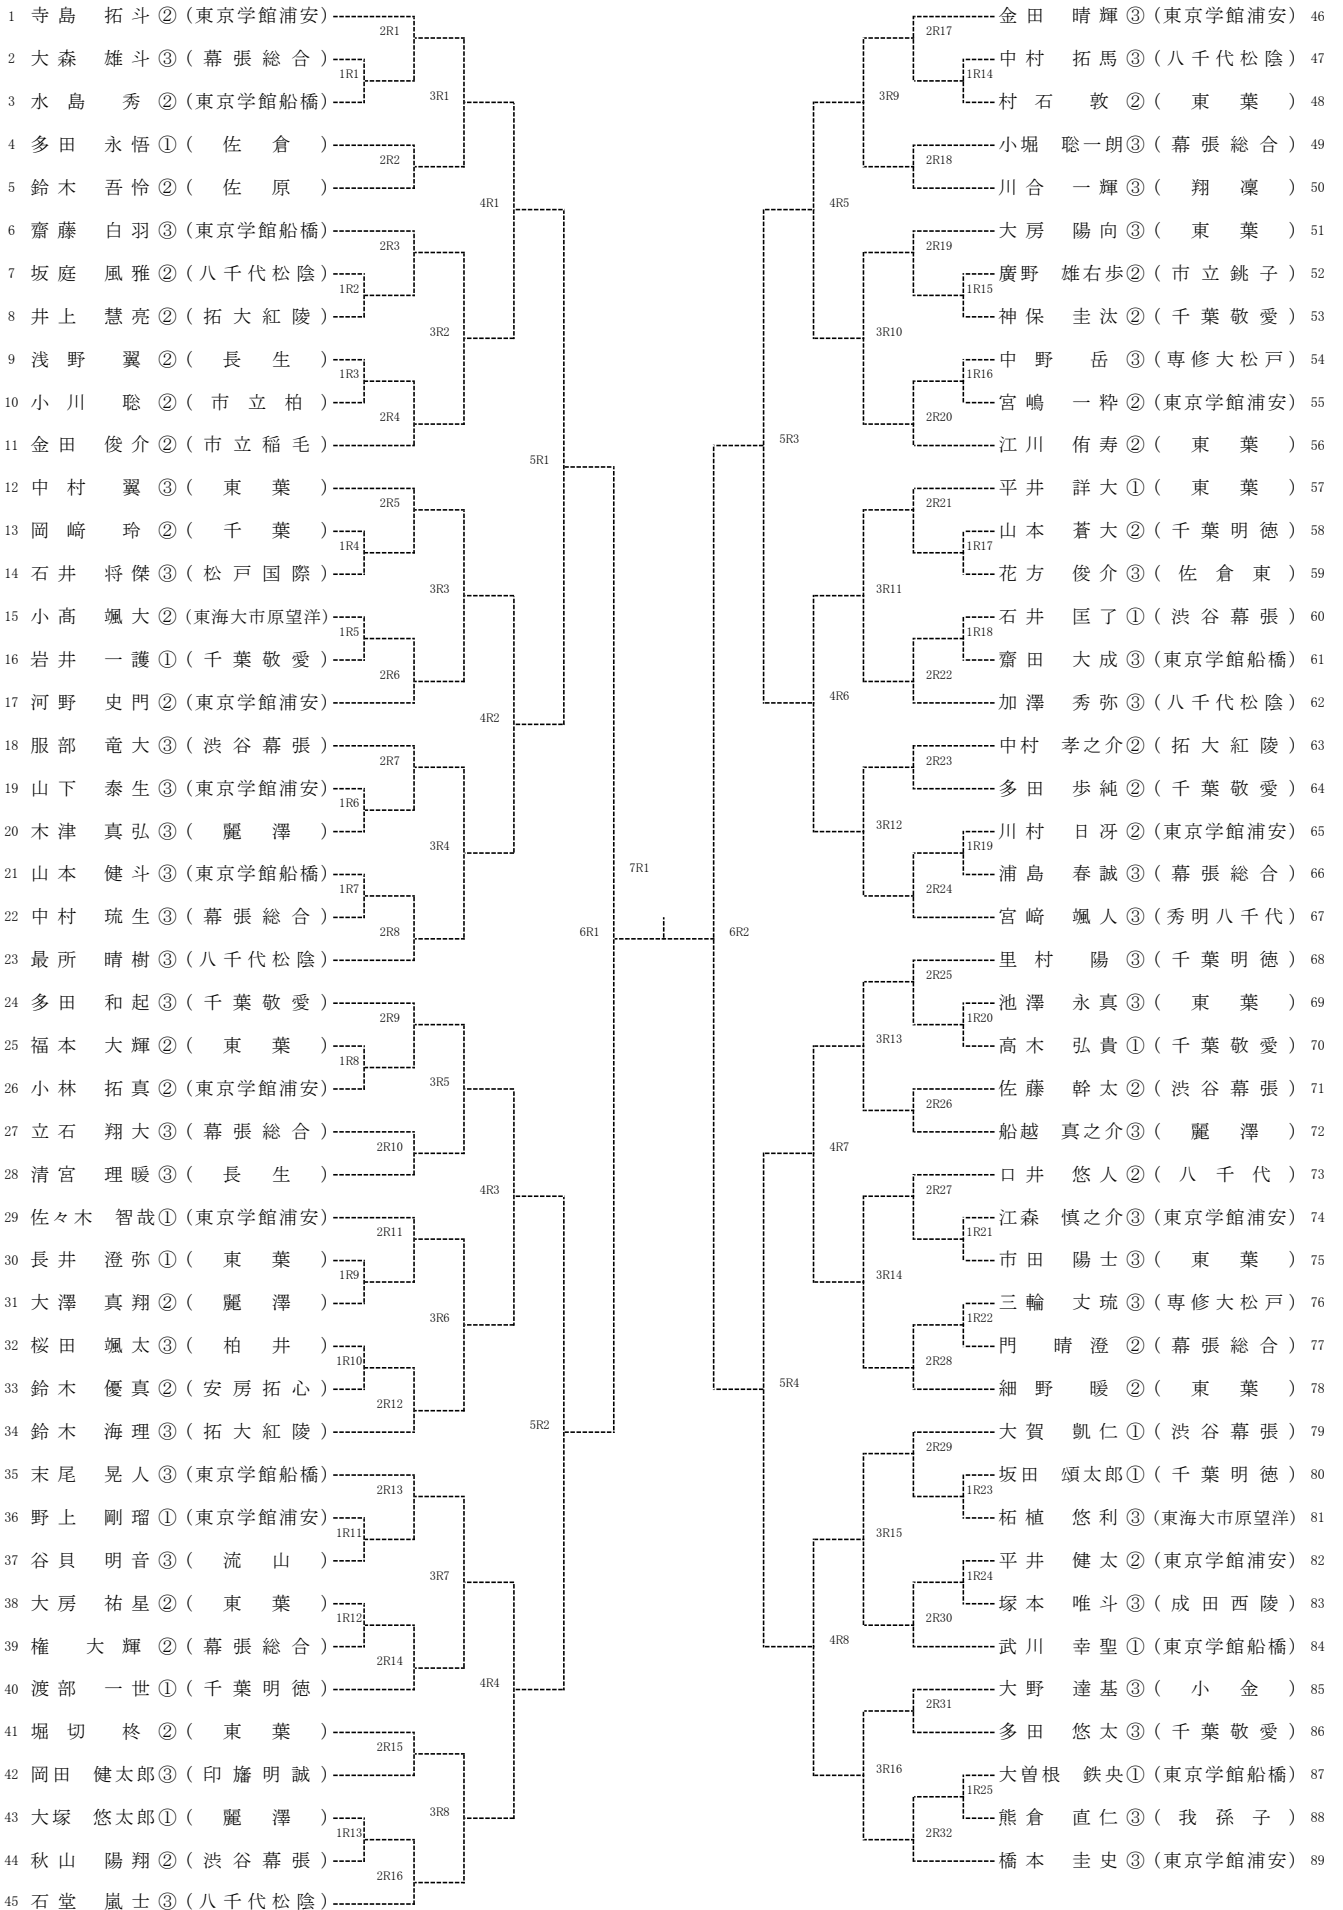 1 寺島 拓斗② (東京学館浦安)
2R1
2 大森 雄斗③ (幕張総合)
1R1
3 水島 秀② (東京学館船橋)
3R1
4 多田 永悟① (佐倉)
2R2
5 鈴木 吾怜② (佐原)
4R1
6 齋藤 白羽③ (東京学館船橋)
2R3
7 坂庭 風雅② (八千代松陰)
1R2
8 井上 慧亮② (拓大紅陵)
3R2
9 浅野 翼② (長生)
1R3
10 小川 聡② (市立柏)
2R4
11 金田 俊介② (市立稲毛)
5R1
12 中村 翼③ (東葉)
2R5
13 岡﨑 玲② (千葉)
1R4
14 石井 将傑③ (松戸国際)
3R3
15 小髙 颯大② (東海大市原望洋)
1R5
16 岩井 一護① (千葉敬愛)
2R6
17 河野 史門② (東京学館浦安)
4R2
18 服部 竜大③ (渋谷幕張)
2R7
19 山下 泰生③ (東京学館浦安)
1R6
20 木津 真弘③ (麗澤)
3R4
21 山本 健斗③ (東京学館船橋)
1R7
22 中村 琉生③ (幕張総合)
2R8
23 最所 晴樹③ (八千代松陰)
6R1
24 多田 和起③ (千葉敬愛)
2R9
25 福本 大輝② (東葉)
1R8
26 小林 拓真② (東京学館浦安)
3R5
27 立石 翔大③ (幕張総合)
2R10
28 清宮 理暖③ (長生)
4R3
29 佐々木 智哉① (東京学館浦安)
2R11
30 長井 澄弥① (東葉)
1R9
31 大澤 真翔② (麗澤)
3R6
32 桜田 颯太③ (柏井)
1R10
33 鈴木 優真② (安房拓心)
2R12
34 鈴木 海理③ (拓大紅陵)
5R2
35 末尾 晃人③ (東京学館船橋)
2R13
36 野上 剛瑠① (東京学館浦安)
1R11
37 谷貝 明音③ (流山)
3R7
38 大房 祐星② (東葉)
1R12
39 権 大輝② (幕張総合)
2R14
40 渡部 一世① (千葉明徳)
4R4
41 堀切 柊② (東葉)
2R15
42 岡田 健太郎③ (印旛明誠)
3R8
43 大塚 悠太郎① (麗澤)
1R13
44 秋山 陽翔② (渋谷幕張)
2R16
45 石堂 嵐士③ (八千代松陰)
7R1
金田 晴輝③ (東京学館浦安) 46
2R17
中村 拓馬③ (八千代松陰) 47
1R14
村石 敦② (東葉) 48
3R9
小堀 聡一朗③ (幕張総合) 49
2R18
川合 一輝③ (翔凜) 50
4R5
大房 陽向③ (東葉) 51
2R19
廣野 雄右歩② (市立銚子) 52
1R15
神保 圭汰② (千葉敬愛) 53
3R10
中野 岳③ (専修大松戸) 54
1R16
宮嶋 一粋② (東京学館浦安) 55
2R20
江川 侑寿② (東葉) 56
5R3
平井 詳大① (東葉) 57
2R21
山本 蒼大② (千葉明徳) 58
1R17
花方 俊介③ (佐倉東) 59
3R11
石井 匡了① (渋谷幕張) 60
1R18
齋田 大成③ (東京学館船橋) 61
2R22
加澤 秀弥③ (八千代松陰) 62
4R6
中村 孝之介② (拓大紅陵) 63
2R23
多田 歩純② (千葉敬愛) 64
3R12
川村 日冴② (東京学館浦安) 65
1R19
浦島 春誠③ (幕張総合) 66
2R24
宮﨑 颯人③ (秀明八千代) 67
6R2
里村 陽③ (千葉明徳) 68
2R25
池澤 永真③ (東葉) 69
1R20
高木 弘貴① (千葉敬愛) 70
3R13
佐藤 幹太② (渋谷幕張) 71
2R26
船越 真之介③ (麗澤) 72
4R7
口井 悠人② (八千代) 73
2R27
江森 慎之介③ (東京学館浦安) 74
1R21
市田 陽士③ (東葉) 75
3R14
三輪 丈琉③ (専修大松戸) 76
1R22
門 晴澄② (幕張総合) 77
2R28
細野 暖② (東葉) 78
5R4
大賀 凱仁① (渋谷幕張) 79
2R29
坂田 頌太郎① (千葉明徳) 80
1R23
柘植 悠利③ (東海大市原望洋) 81
3R15
平井 健太② (東京学館浦安) 82
1R24
塚本 唯斗③ (成田西陵) 83
2R30
武川 幸聖① (東京学館船橋) 84
4R8
大野 達基③ (小金) 85
2R31
多田 悠太③ (千葉敬愛) 86
3R16
大曽根 鉄央① (東京学館船橋) 87
1R25
熊倉 直仁③ (我孫子) 88
2R32
橋本 圭史③ (東京学館浦安) 89